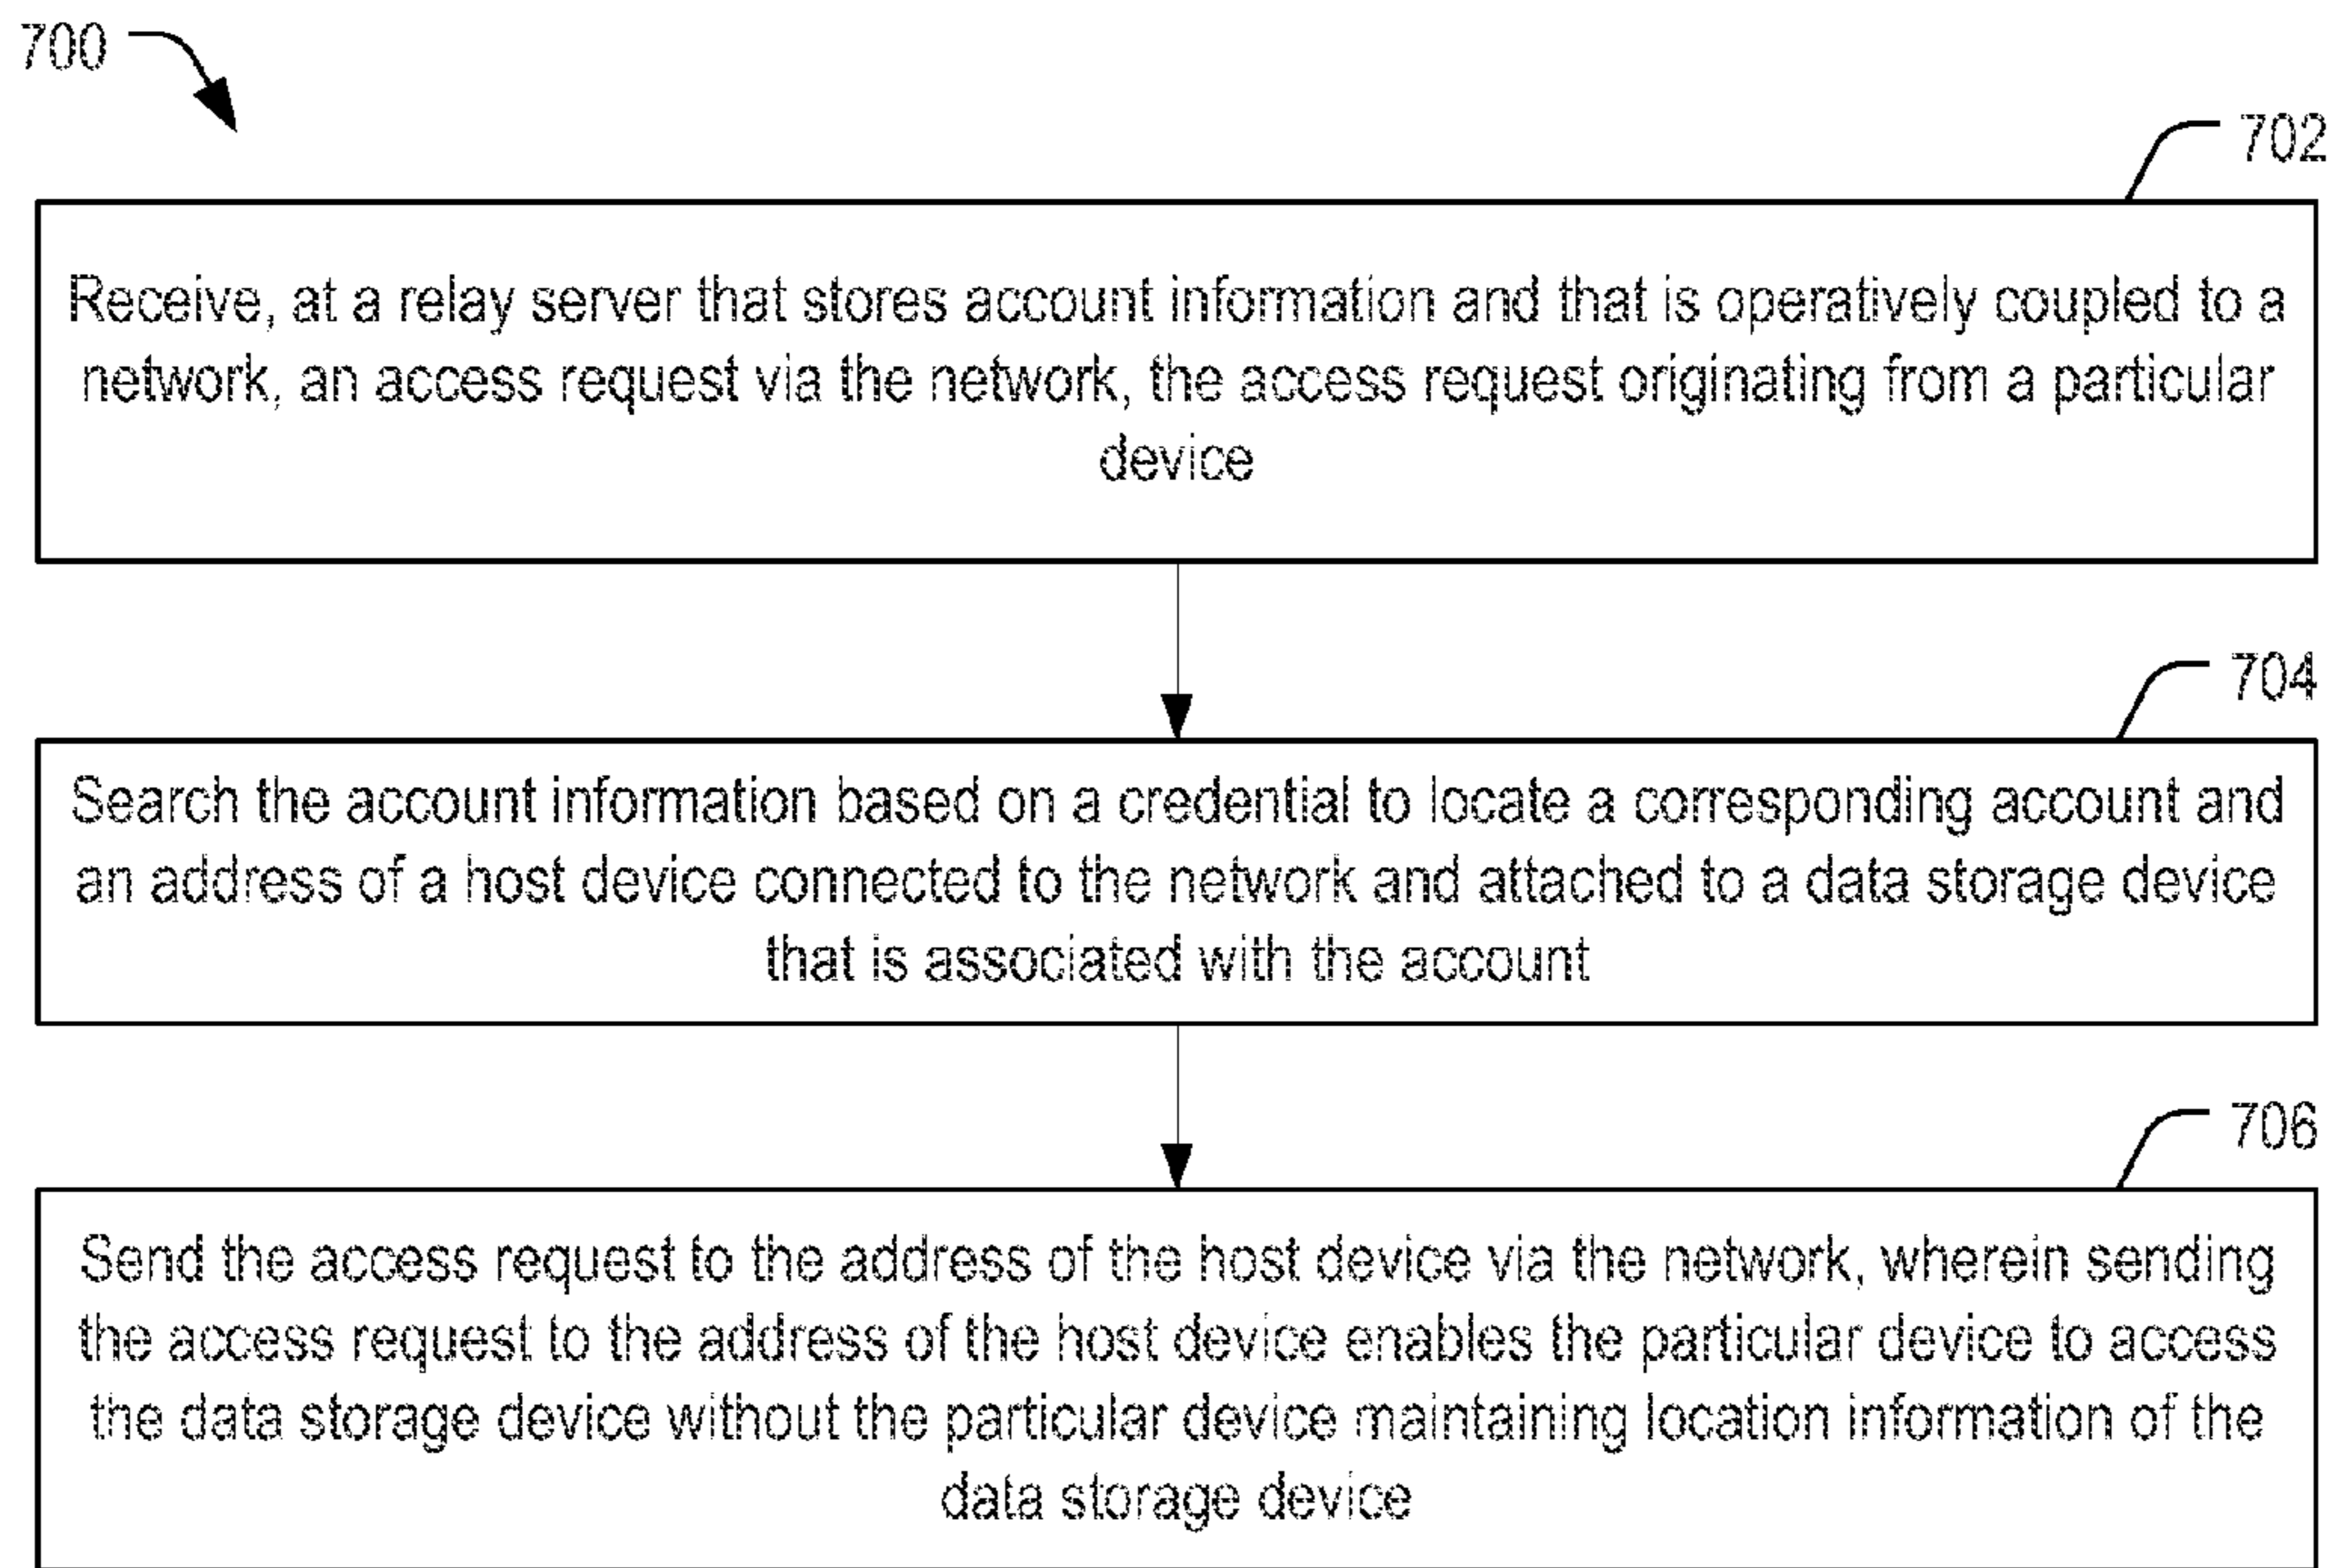 700
702
Receive, at a relay server that stores account information and that is operatively coupled to a
network, an access request via the network, the access request originating from a particular
device
704
Search the account information based on a credential to locate a corresponding account and
an address of a host device connected to the network and attached to a data storage device
that is associated with the account
706
Send the access request to the address of the host device via the network, wherein sending
the access request to the address of the host device enables the particular device to access
the data storage device without the particular device maintaining location information of the
data storage device